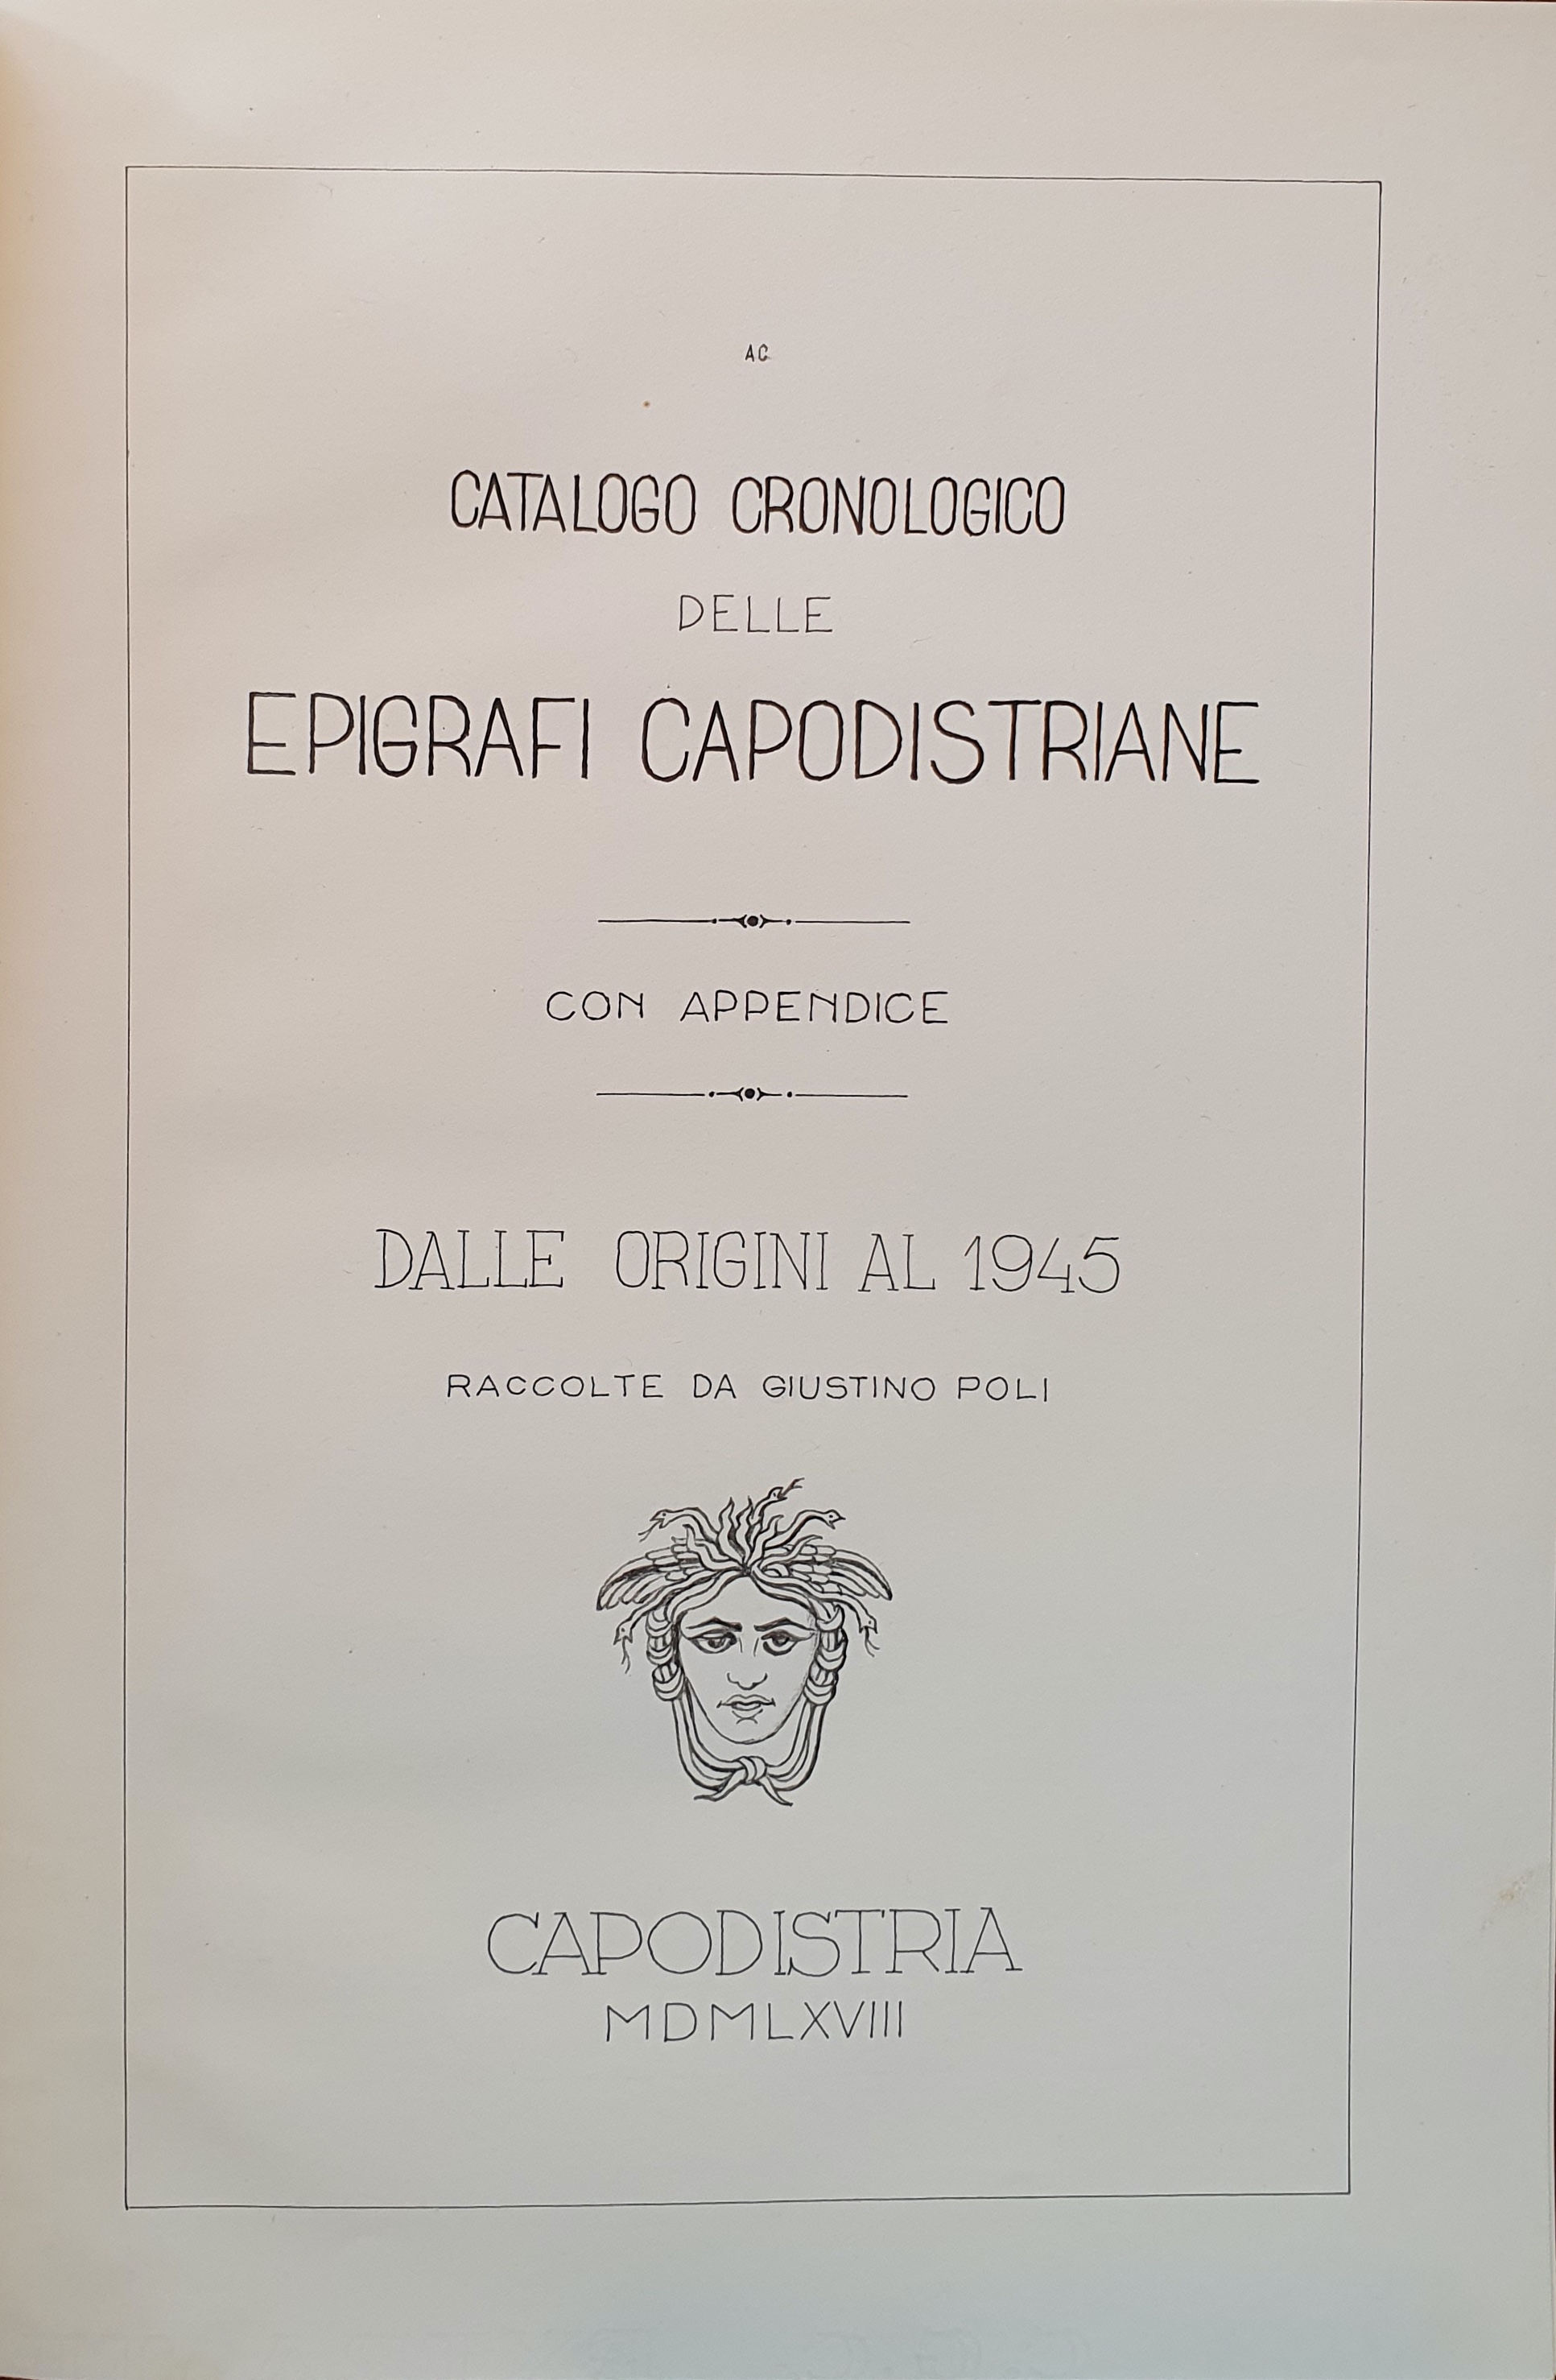 AC
CATALOGO CRONOLOGICO
DELLE
EPIGRAFI CAPODISTRIANE
CON APPENDICE
DALLE ORIGINI AL 1945
RACCOLTE DA GIUSTINO POLI
CAPODISTRIA
MDMLXVIII